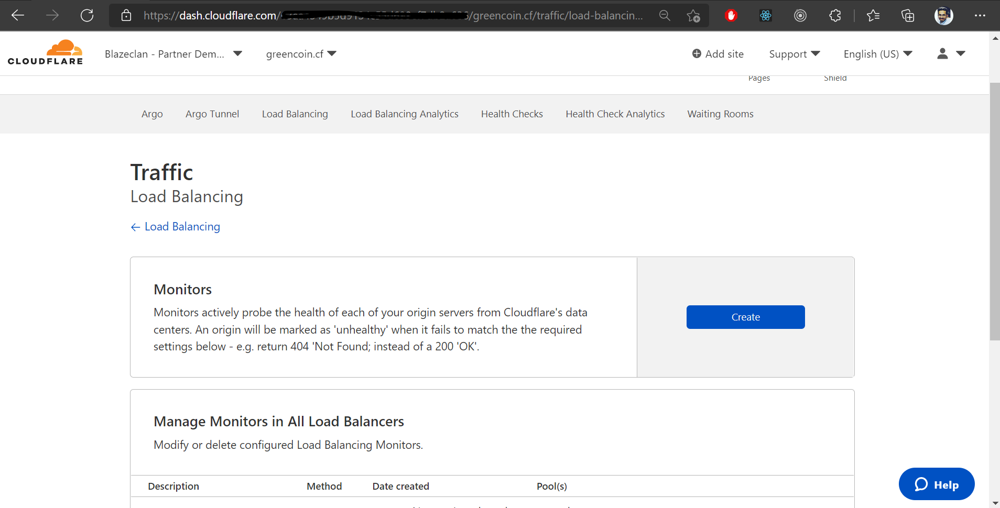 https://dash.cloudflare.com/ /greencoin.cf/traffic/load-balancin...
CLOUDFLARE
Blazeclan - Partner Dem...
greencoin.cf
Add site
Support
English (US)
Pages
Shield
Argo
Argo Tunnel
Load Balancing
Load Balancing Analytics
Health Checks
Health Check Analytics
Waiting Rooms
Traffic
Load Balancing
← Load Balancing
Monitors
Monitors actively probe the health of each of your origin servers from Cloudflare's data
centers. An origin will be marked as 'unhealthy' when it fails to match the the required
settings below - e.g. return 404 'Not Found; instead of a 200 'OK'.
Create
Manage Monitors in All Load Balancers
Modify or delete configured Load Balancing Monitors.
Description
Method
Date created
Pool(s)
Help